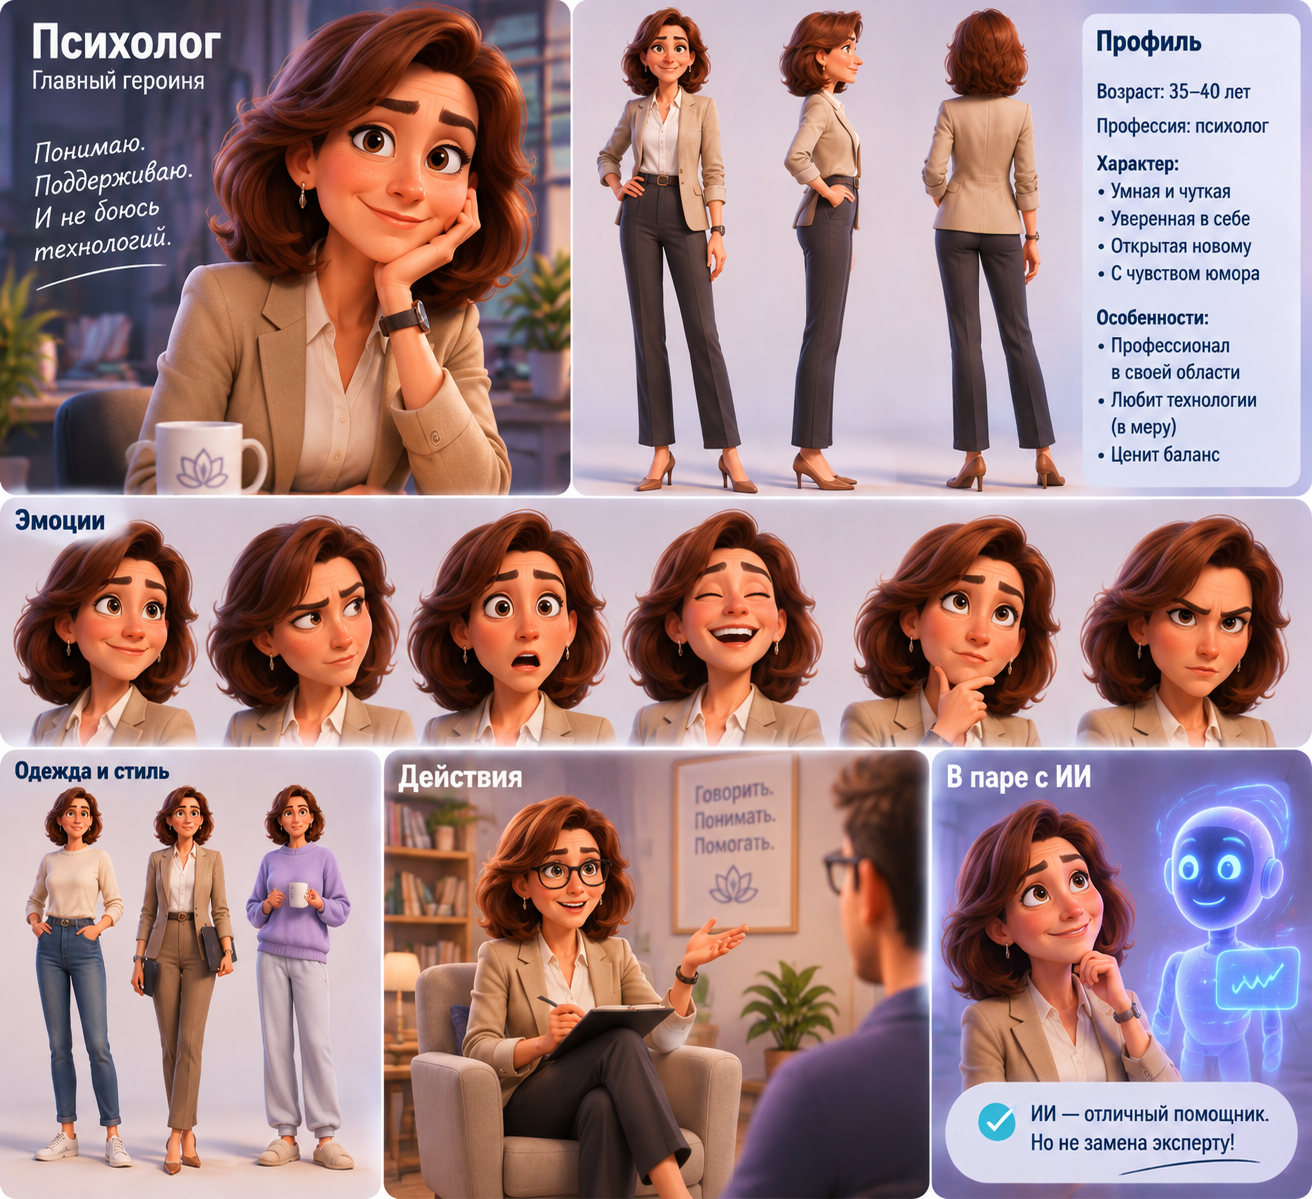 Психолог
Главный героиня
Понимаю.
Поддерживаю.
И не боюсь
технологий.
Профиль
Возраст: 35–40 лет
Профессия: психолог
Характер:
• Умная и чуткая
• Уверенная в себе
• Открытая новому
• С чувством юмора
Особенности:
• Профессионал
в своей области
• Любит технологии
(в меру)
• Ценит баланс
Эмоции
Одежда и стиль
Действия
Говорить.
Понимать.
Помогать.
В паре с ИИ
ИИ — отличный помощник.
Но не замена эксперту!